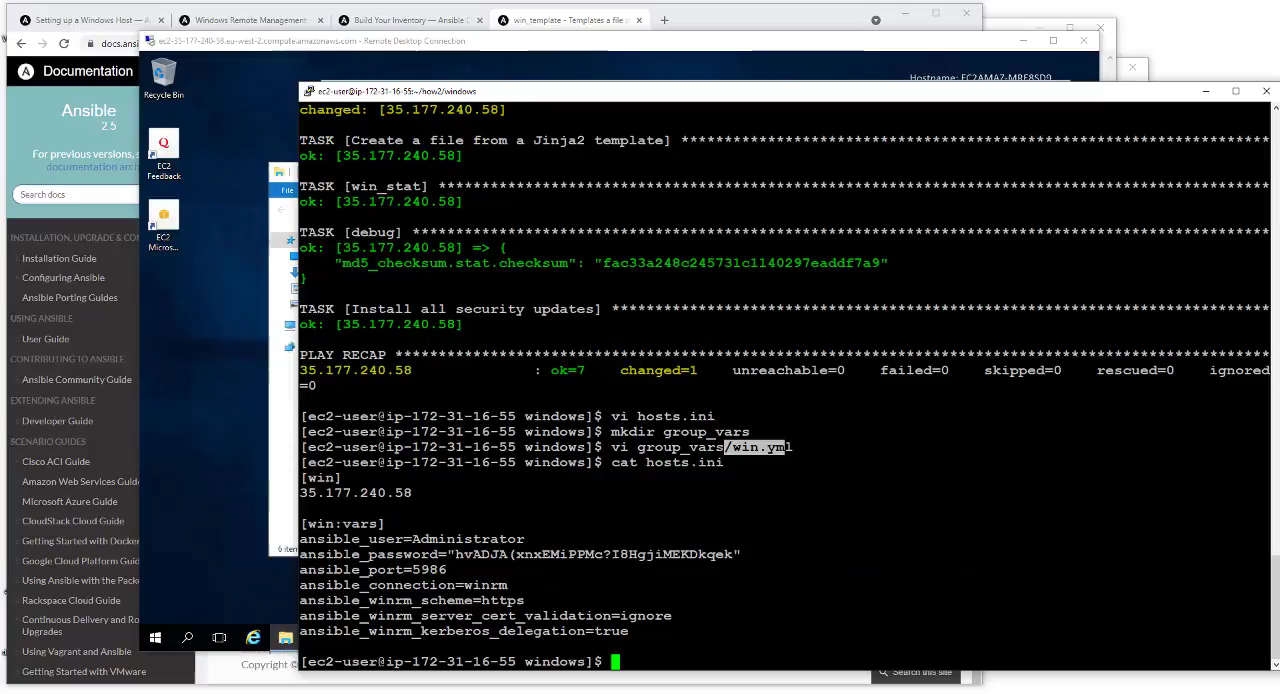 Setting up a Windows Host — A
Windows Remote Management
Build Your Inventory — Ansible D
win_template - Templates a file
docs.ansi
ec2-35-177-240-58.eu-west-2.compute.amazonaws.com - Remote Desktop Connection
Documentation
Ansible
2.5
For previous versions,
documentation arc
Search docs
INSTALLATION, UPGRADE & CON
Installation Guide
Configuring Ansible
Ansible Porting Guides
USING ANSIBLE
User Guide
CONTRIBUTING TO ANSIBLE
Ansible Community Guide
EXTENDING ANSIBLE
Developer Guide
SCENARIO GUIDES
Cisco ACI Guide
Amazon Web Services Guide
Microsoft Azure Guide
CloudStack Cloud Guide
Getting Started with Docker
Google Cloud Platform Guid
Using Ansible with the Packe
Rackspace Cloud Guide
Continuous Delivery and Ro
Upgrades
Using Vagrant and Ansible
Getting Started with VMware
Recycle Bin
EC2
Feedback
EC2
Micros...
Hostname: EC2AMAZ-MRE8SD9
File
6 item
Copyright ©
Search this site
ec2-user@ip-172-31-16-55:~/how2/windows
changed: [35.177.240.58]
TASK [Create a file from a Jinja2 template] ****************************************************************
ok: [35.177.240.58]
TASK [win_stat] *******************************************************************************************
ok: [35.177.240.58]
TASK [debug] **********************************************************************************************
ok: [35.177.240.58] => {
"md5_checksum.stat.checksum": "fac33a248c245731c1140297eaddf7a9"
}
TASK [Install all security updates] ***********************************************************************
ok: [35.177.240.58]
PLAY RECAP ************************************************************************************************
35.177.240.58 : ok=7 changed=1 unreachable=0 failed=0 skipped=0 rescued=0 ignored
=0
[ec2-user@ip-172-31-16-55 windows]$ vi hosts.ini
[ec2-user@ip-172-31-16-55 windows]$ mkdir group_vars
[ec2-user@ip-172-31-16-55 windows]$ vi group_vars/win.yml
[ec2-user@ip-172-31-16-55 windows]$ cat hosts.ini
[win]
35.177.240.58
[win:vars]
ansible_user=Administrator
ansible_password="hvADJA(xnxEMiPPMc?I8HgjiMEKDkqek"
ansible_port=5986
ansible_connection=winrm
ansible_winrm_scheme=https
ansible_winrm_server_cert_validation=ignore
ansible_winrm_kerberos_delegation=true
[ec2-user@ip-172-31-16-55 windows]$